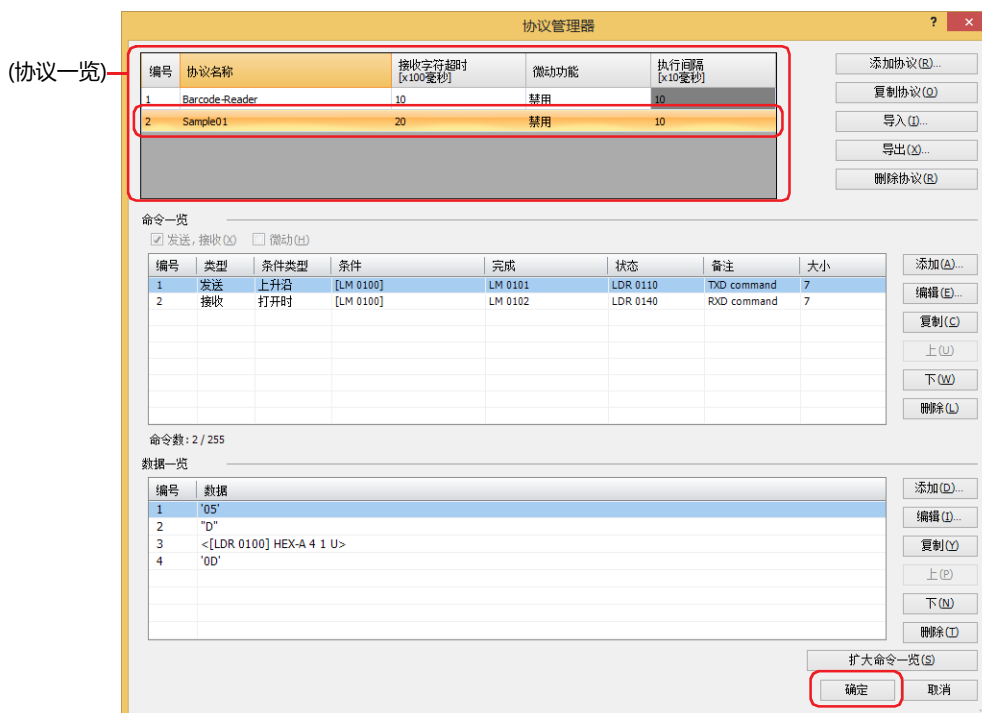 协议管理器
? ×
(协议一览)
编号 协议名称 接收字符超时 [x100毫秒] 微动功能 执行间隔 [x10毫秒]
1 Barcode-Reader 10 禁用 10
2 Sample01 20 禁用 10
添加协议(R)...
复制协议(O)
导入(I)...
导出(X)...
删除协议(R)
命令一览
发送,接收(X) 微动(H)
编号 类型 条件类型 条件 完成 状态 备注 大小
1 发送 上升沿 [LM 0100] LM 0101 LDR 0110 TXD command 7
2 接收 打开时 [LM 0100] LM 0102 LDR 0140 RXD command 7
添加(A)...
编辑(E)...
复制(C)
上(U)
下(W)
删除(L)
命令数: 2 / 255
数据一览
编号 数据
1 '05'
2 "D"
3 <[LDR 0100] HEX-A 4 1 U>
4 '0D'
添加(D)...
编辑(I)...
复制(Y)
上(P)
下(N)
删除(T)
扩大命令一览(S)
确定 取消